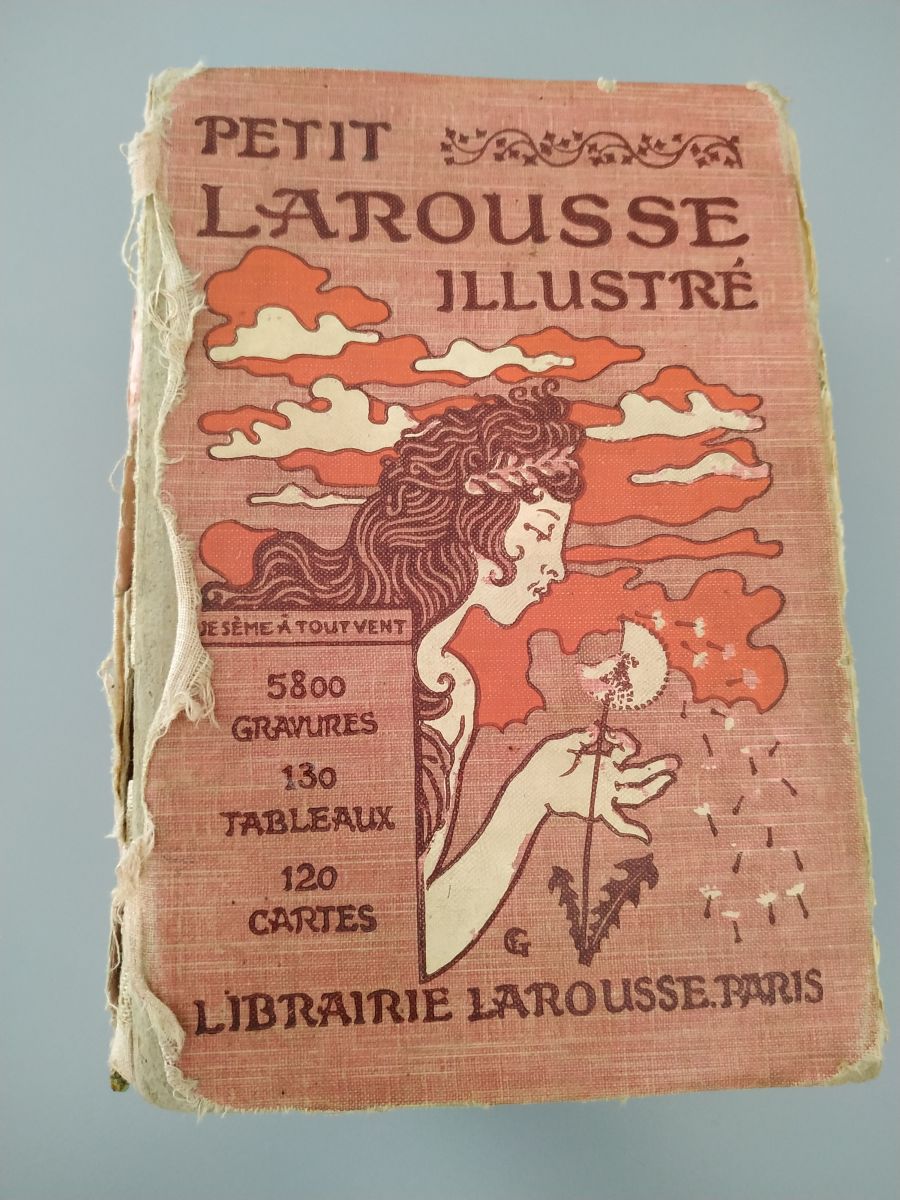 PETIT
LAROUSSE
ILLUSTRÉ
JE SÈME À TOUT VENT
5800
GRAVURES
130
TABLEAUX
120
CARTES
G
LIBRAIRIE LAROUSSE.PARIS